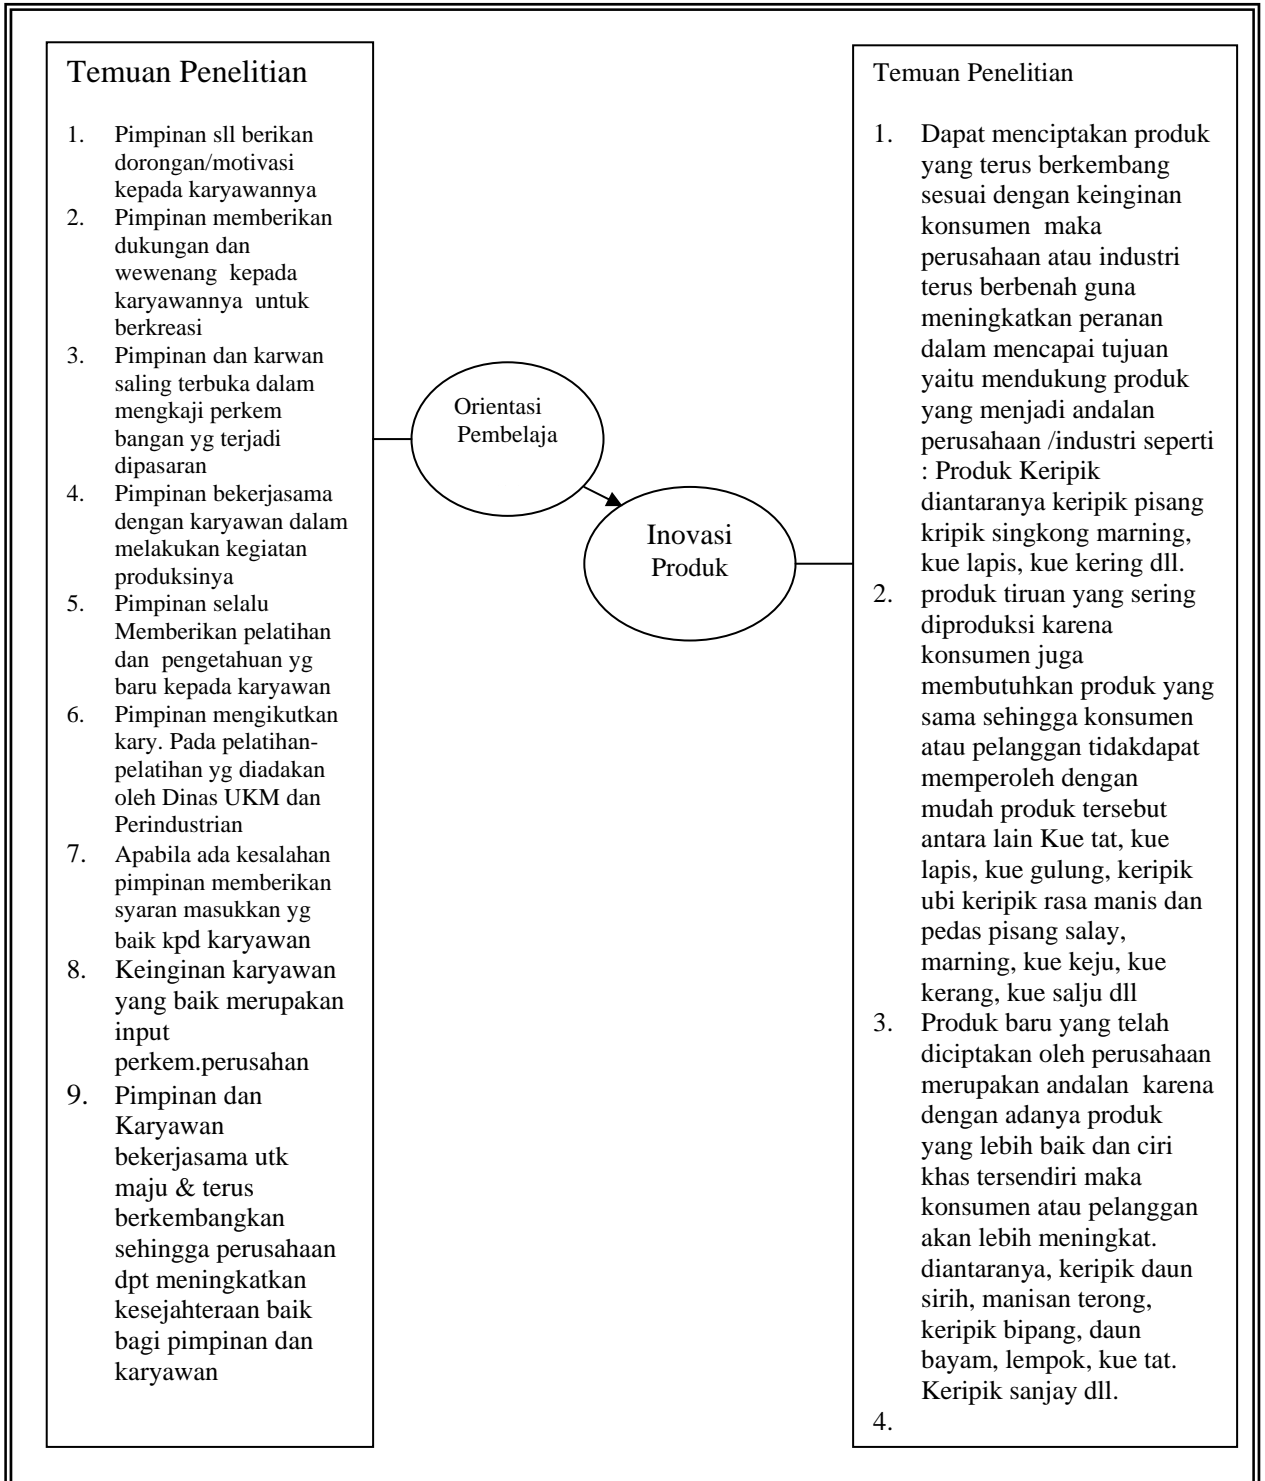 Temuan Penelitian
1. Pimpinan sll berikan
dorongan/motivasi
kepada karyawannya
2. Pimpinan memberikan
dukungan dan
wewenang kepada
karyawannya untuk
berkreasi
3. Pimpinan dan karwan
saling terbuka dalam
mengkaji perkem
bangan yg terjadi
dipasaran
4. Pimpinan bekerjasama
dengan karyawan dalam
melakukan kegiatan
produksinya
5. Pimpinan selalu
Memberikan pelatihan
dan pengetahuan yg
baru kepada karyawan
6. Pimpinan mengikutkan
kary. Pada pelatihan-
pelatihan yg diadakan
oleh Dinas UKM dan
Perindustrian
7. Apabila ada kesalahan
pimpinan memberikan
syaran masukkan yg
baik kpd karyawan
8. Keinginan karyawan
yang baik merupakan
input
perkem.perusahan
9. Pimpinan dan
Karyawan
bekerjasama utk
maju & terus
berkembangkan
sehingga perusahaan
dpt meningkatkan
kesejahteraan baik
bagi pimpinan dan
karyawan
Orientasi
Pembelaja
Inovasi
Produk
Temuan Penelitian
1. Dapat menciptakan produk
yang terus berkembang
sesuai dengan keinginan
konsumen maka
perusahaan atau industri
terus berbenah guna
meningkatkan peranan
dalam mencapai tujuan
yaitu mendukung produk
yang menjadi andalan
perusahaan /industri seperti
: Produk Keripik
diantaranya keripik pisang
kripik singkong marning,
kue lapis, kue kering dll.
2. produk tiruan yang sering
diproduksi karena
konsumen juga
membutuhkan produk yang
sama sehingga konsumen
atau pelanggan tidakdapat
memperoleh dengan
mudah produk tersebut
antara lain Kue tat, kue
lapis, kue gulung, keripik
ubi keripik rasa manis dan
pedas pisang salay,
marning, kue keju, kue
kerang, kue salju dll
3. Produk baru yang telah
diciptakan oleh perusahaan
merupakan andalan karena
dengan adanya produk
yang lebih baik dan ciri
khas tersendiri maka
konsumen atau pelanggan
akan lebih meningkat.
diantaranya, keripik daun
sirih, manisan terong,
keripik bipang, daun
bayam, lempok, kue tat.
Keripik sanjay dll.
4.